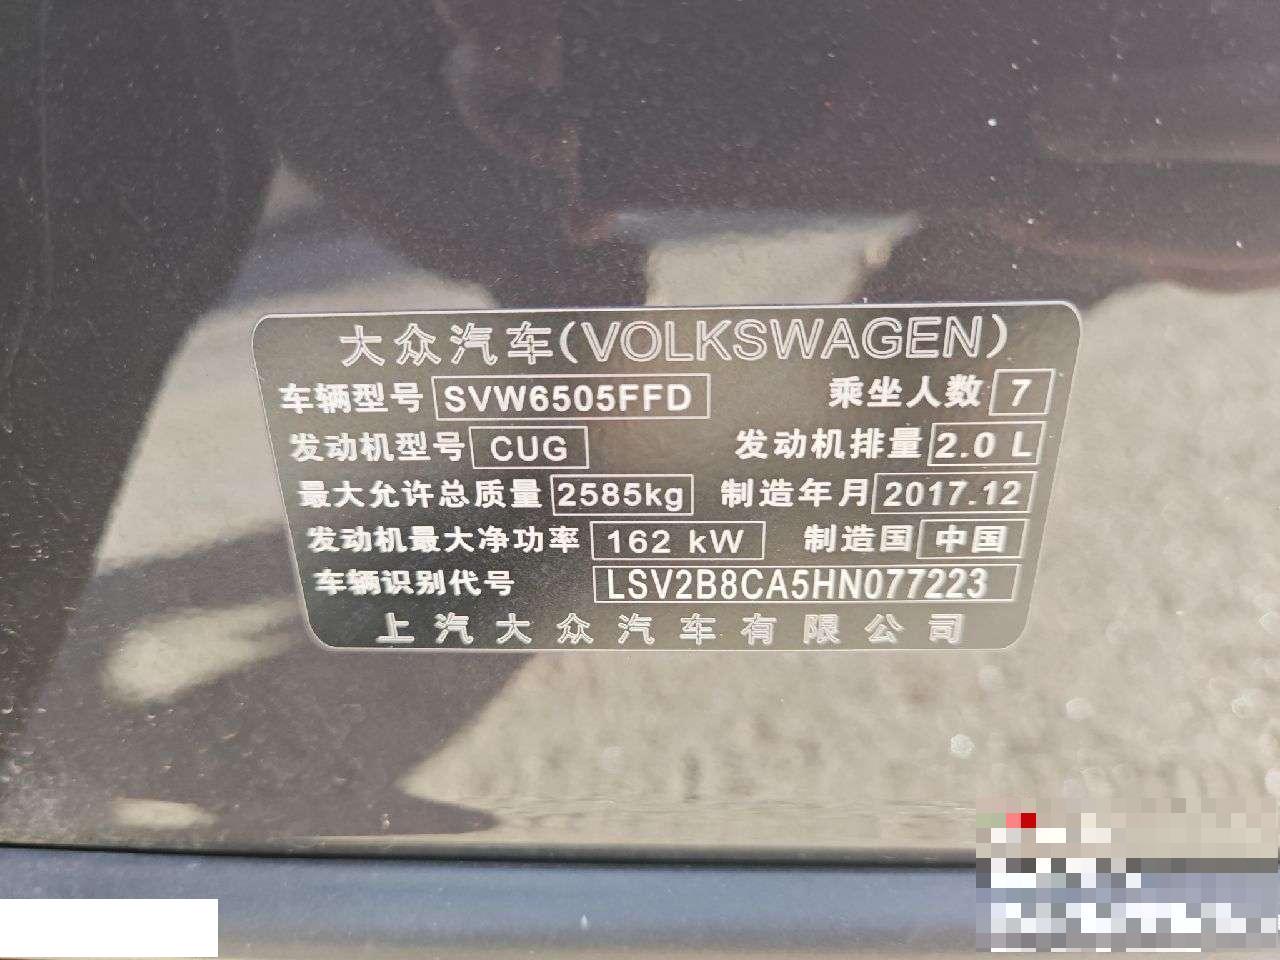 大众汽车(VOLKSWAGEN)
车辆型号 SVW6505FFD 乘坐人数 7
发动机型号 CUG 发动机排量 2.0 L
最大允许总质量 2585kg 制造年月 2017.12
发动机最大净功率 162 kW 制造国 中国
车辆识别代号 LSV2B8CA5HN077223
上汽大众汽车有限公司